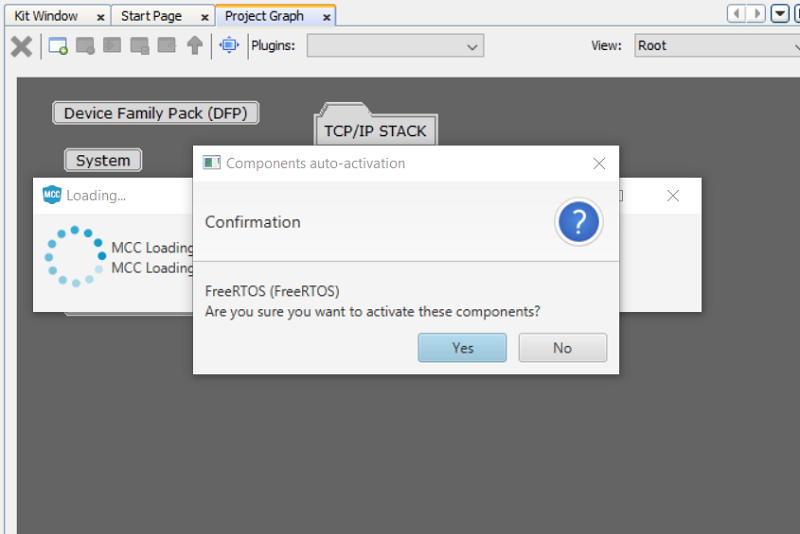 Kit Window
Start Page
Project Graph
Plugins:
View:
Root
Device Family Pack (DFP)
TCP/IP STACK
System
Components auto-activation
MCC
Loading...
Confirmation
?
MCC Loading
MCC Loading
FreeRTOS (FreeRTOS)
Are you sure you want to activate these components?
Yes
No